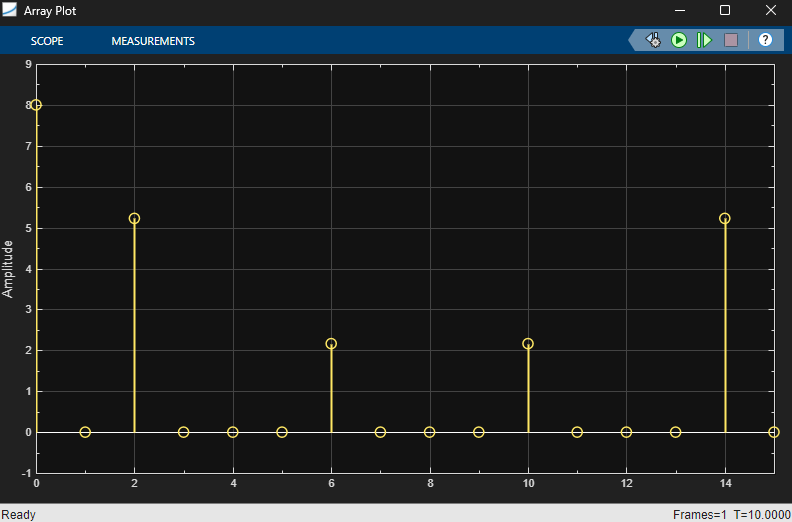 Array Plot
SCOPE MEASUREMENTS ?
9
8
7
6
5
4
3
2
1
0
-1
Amplitude
0 2 4 6 8 10 12 14
Ready Frames=1 T=10.0000